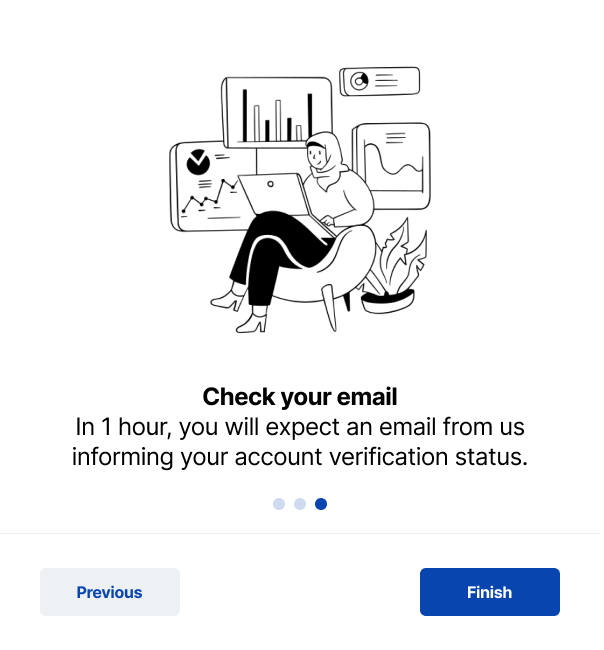 Check your email
In 1 hour, you will expect an email from us
informing your account verification status.
Previous
Finish